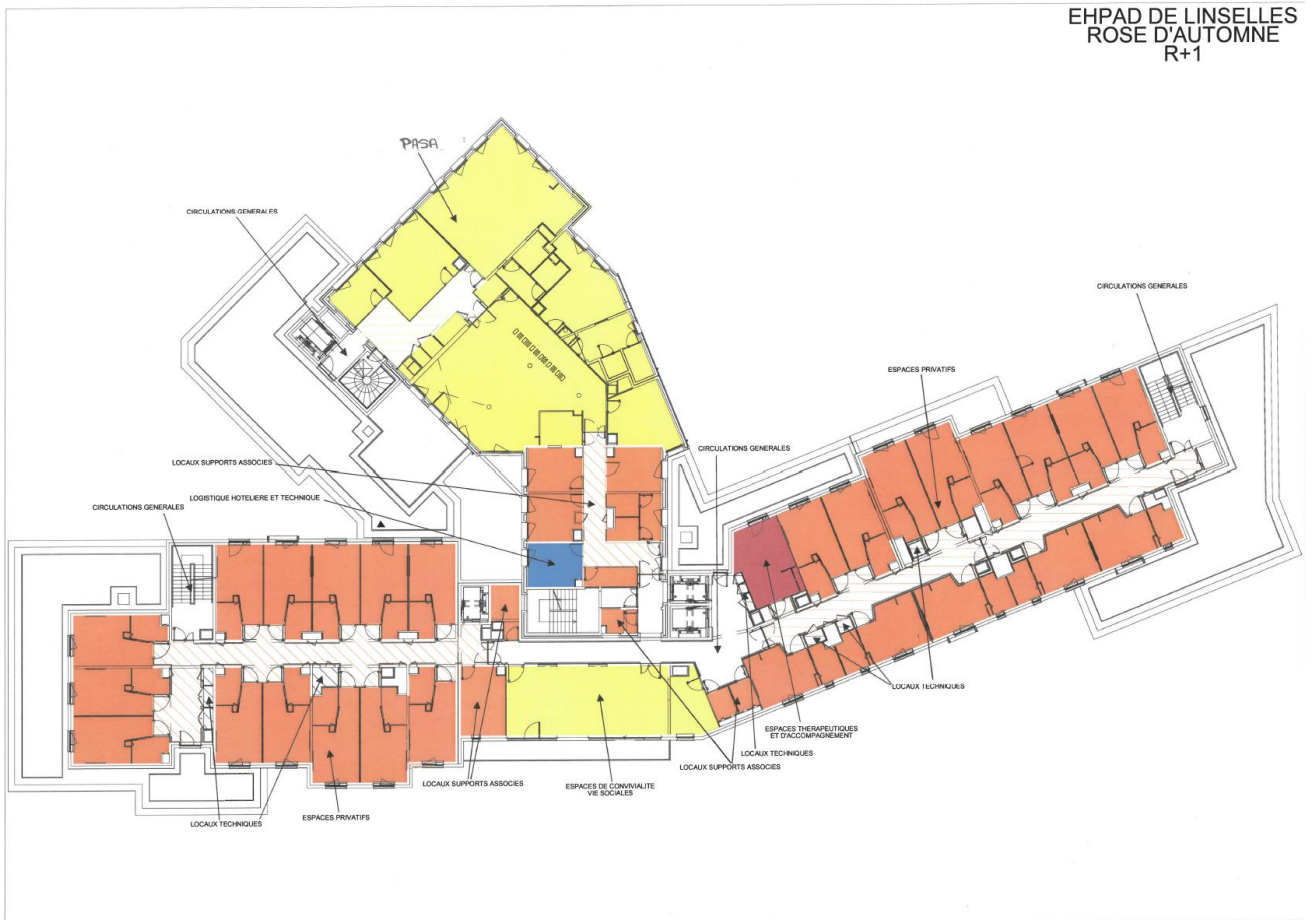 EHPAD DE LINSELLES
ROSE D'AUTOMNE
R+1
PASA
CIRCULATIONS GENERALES
CIRCULATIONS GENERALES
ESPACES PRIVATIFS
CIRCULATIONS GENERALES
LOCAUX SUPPORTS ASSOCIES
LOGISTIQUE HOTELIERE ET TECHNIQUE
CIRCULATIONS GENERALES
LOCAUX TECHNIQUES
ESPACES THERAPEUTIQUES
ET D'ACCOMPAGNEMENT
LOCAUX TECHNIQUES
LOCAUX SUPPORTS ASSOCIES
LOCAUX SUPPORTS ASSOCIES
ESPACES DE CONVIVIALITE
VIE SOCIALES
ESPACES PRIVATIFS
LOCAUX TECHNIQUES